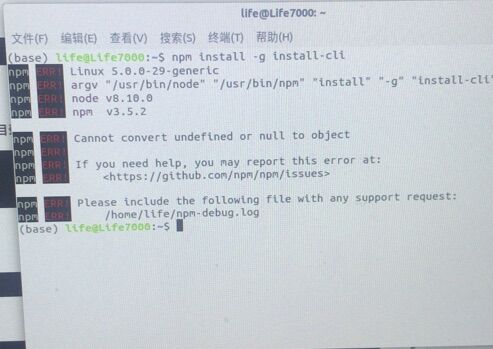 life@Life7000: ~
文件(F) 编辑(E) 查看(V) 搜索(S) 终端(T) 帮助(H)
(base) life@Life7000:~$ npm install -g install-cli
npm ERR! Linux 5.0.0-29-generic
npm ERR! argv "/usr/bin/node" "/usr/bin/npm" "install" "-g" "install-cli"
npm ERR! node v8.10.0
npm ERR! npm v3.5.2
npm ERR! Cannot convert undefined or null to object
npm ERR!
npm ERR! If you need help, you may report this error at:
npm ERR! <https://github.com/npm/npm/issues>
npm ERR! Please include the following file with any support request:
npm ERR! /home/life/npm-debug.log
(base) life@Life7000:~$